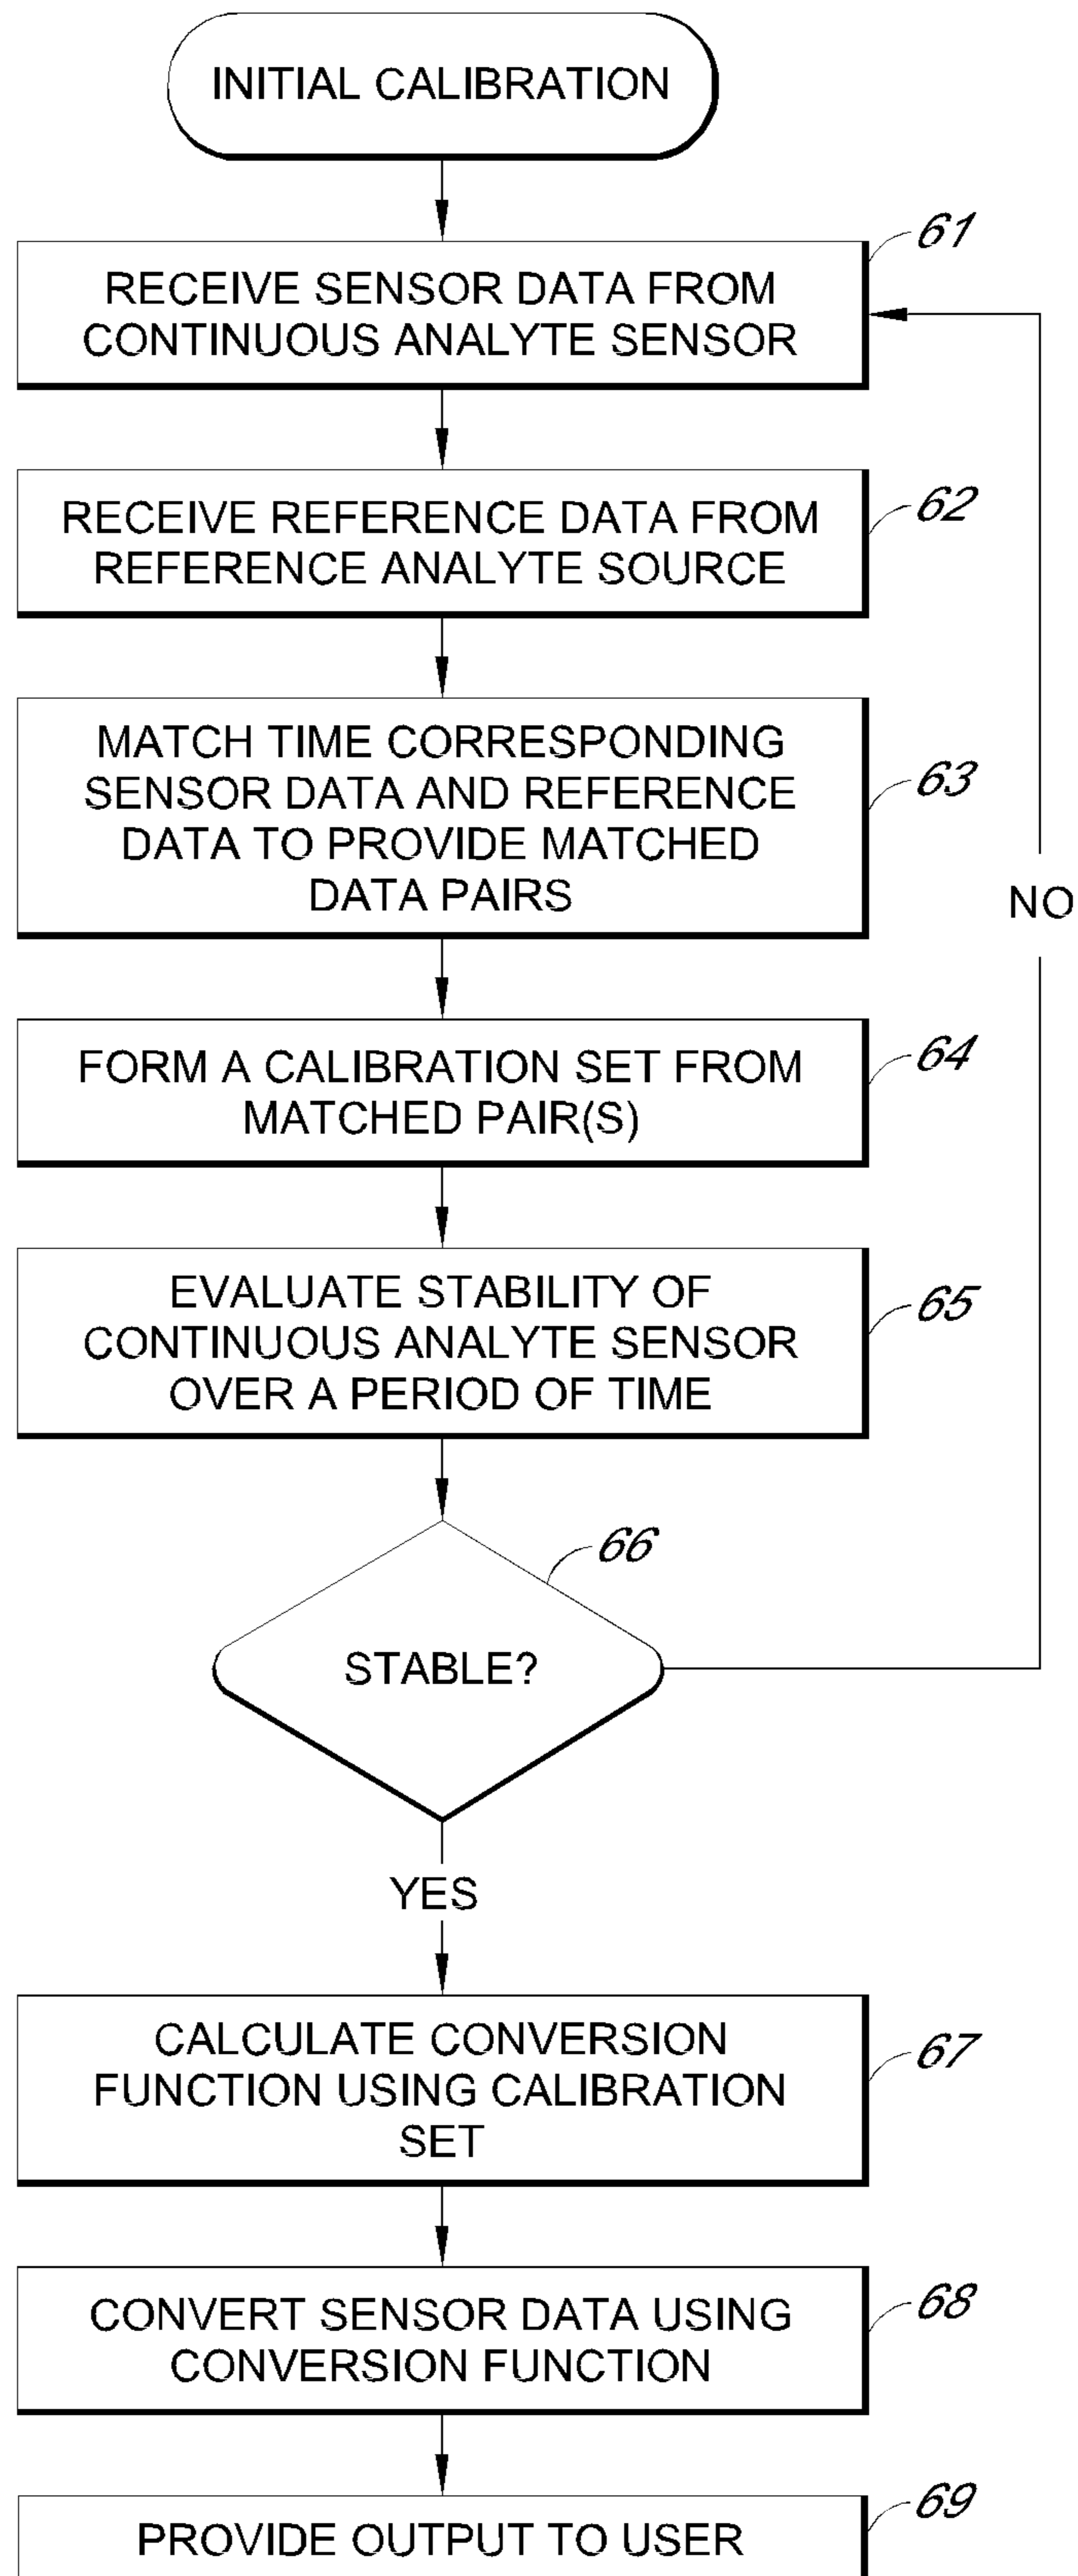 INITIAL CALIBRATION
61
RECEIVE SENSOR DATA FROM
CONTINUOUS ANALYTE SENSOR
62
RECEIVE REFERENCE DATA FROM
REFERENCE ANALYTE SOURCE
MATCH TIME CORRESPONDING
SENSOR DATA AND REFERENCE
DATA TO PROVIDE MATCHED
DATA PAIRS
63
NO
64
FORM A CALIBRATION SET FROM
MATCHED PAIR(S)
EVALUATE STABILITY OF
CONTINUOUS ANALYTE SENSOR
OVER A PERIOD OF TIME
65
66
STABLE?
YES
CALCULATE CONVERSION
FUNCTION USING CALIBRATION
SET
67
68
CONVERT SENSOR DATA USING
CONVERSION FUNCTION
69
PROVIDE OUTPUT TO USER